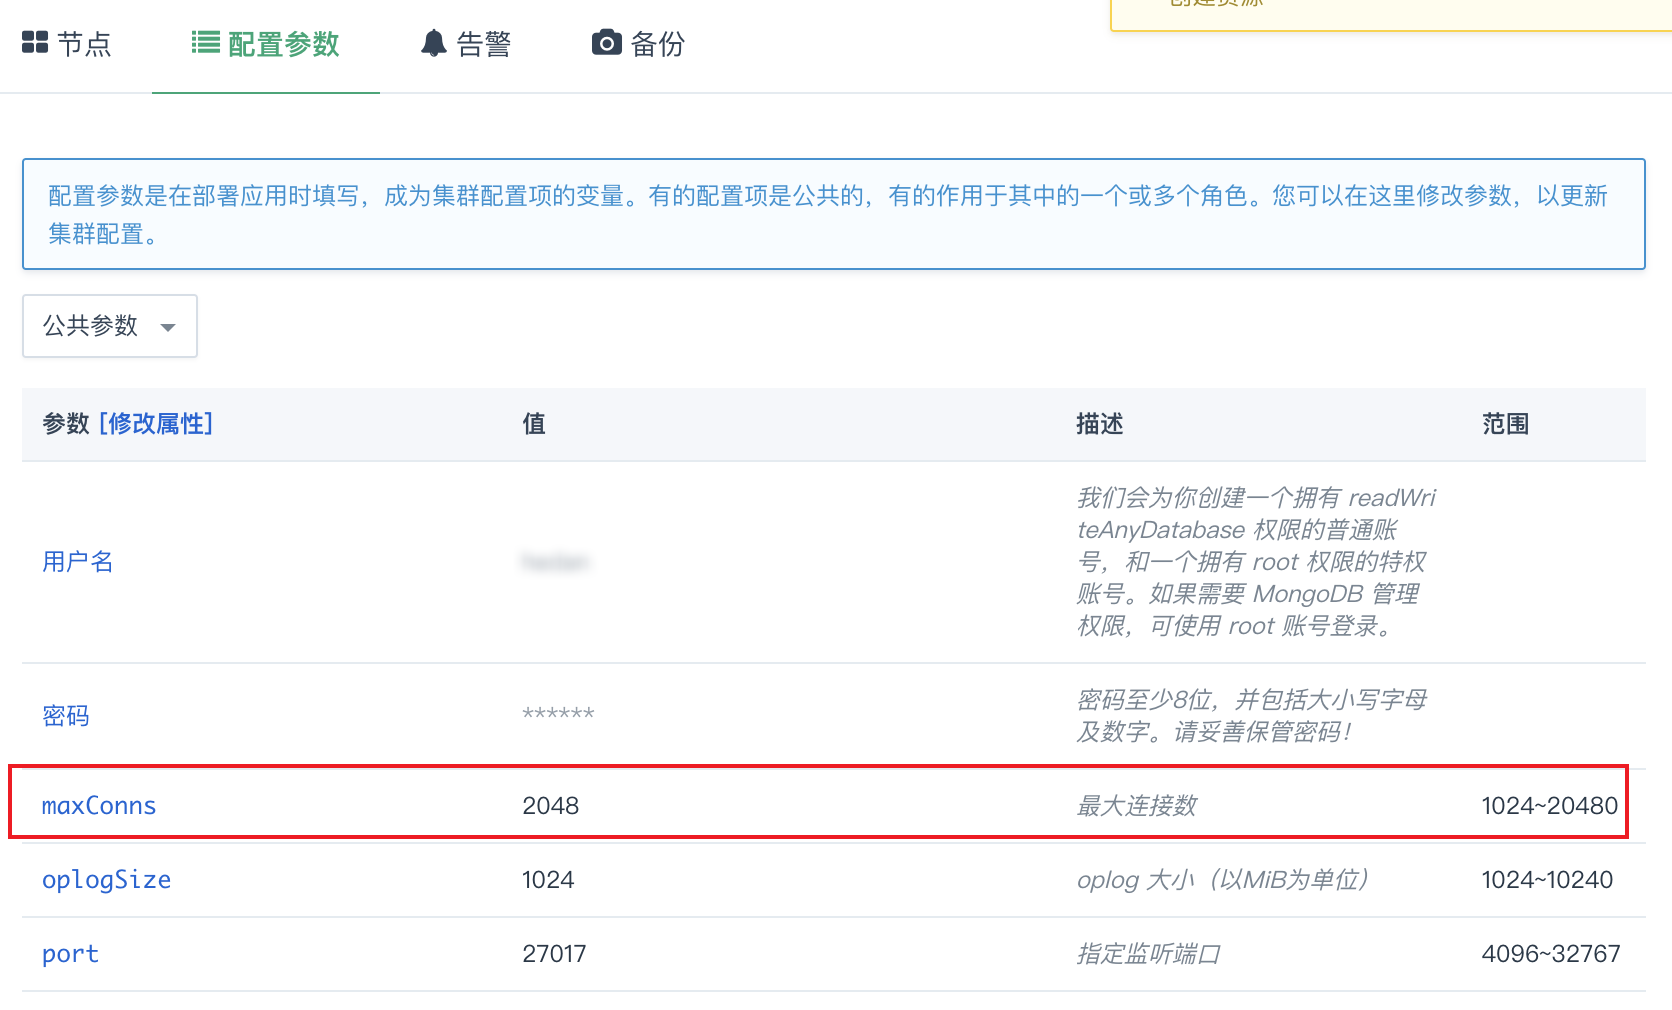 节点
配置参数
告警
备份
配置参数是在部署应用时填写，成为集群配置项的变量。有的配置项是公共的，有的作用于其中的一个或多个角色。您可以在这里修改参数，以更新
集群配置。
公共参数
参数 [修改属性] 值 描述 范围
用户名
我们会为你创建一个拥有 readWri
teAnyDatabase 权限的普通账
号，和一个拥有 root 权限的特权
账号。如果需要 MongoDB 管理
权限，可使用 root 账号登录。
密码 ******
密码至少8位，并包括大小写字母
及数字。请妥善保管密码！
maxConns 2048 最大连接数 1024~20480
oplogSize 1024 oplog 大小（以MiB为单位） 1024~10240
port 27017 指定监听端口 4096~32767